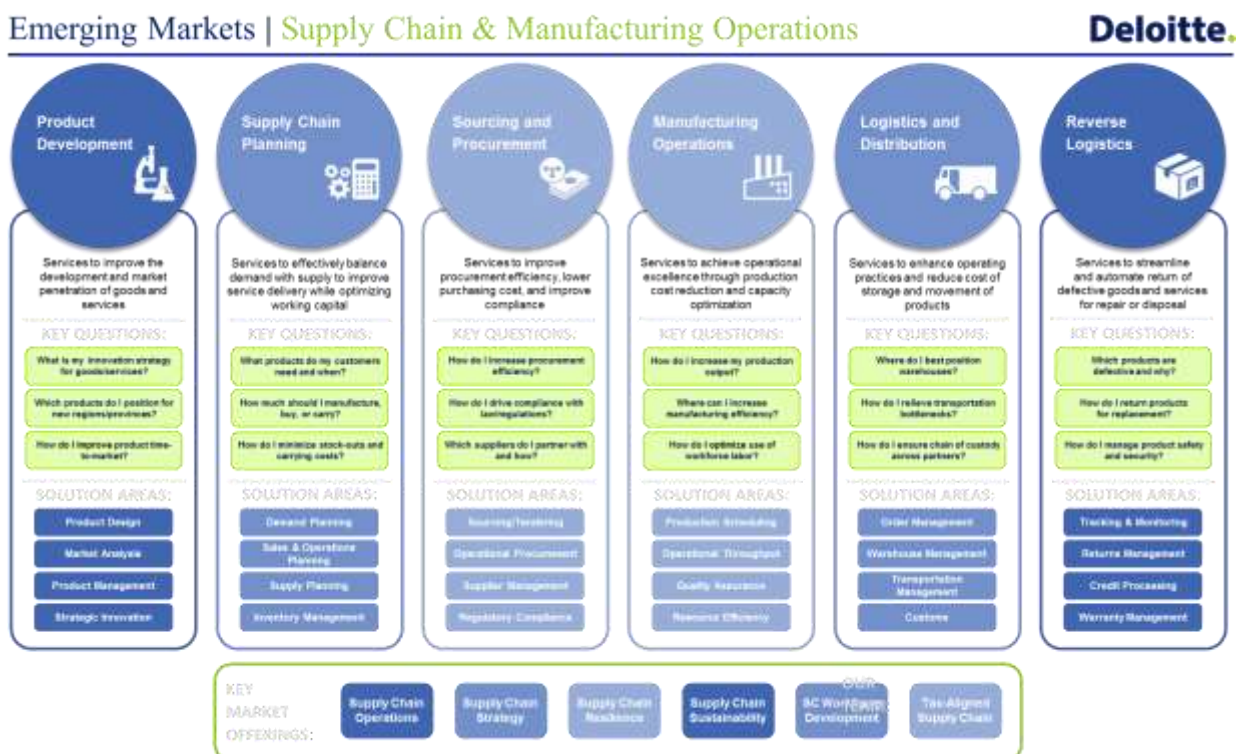 Emerging Markets | Supply Chain & Manufacturing Operations
Deloitte.
Product
Development
Services to improve the
development and market
penetration of goods and
services
KEY QUESTIONS:
What is my innovation strategy
for goods/services?
Which products do I position for
new regions/provinces?
How do I improve product time-
to-market?
SOLUTION AREAS:
Product Design
Market Analysis
Product Management
Strategic Innovation
Supply Chain
Planning
Services to effectively balance
demand with supply to improve
service delivery while optimizing
working capital
KEY QUESTIONS:
What products do my customers
need and when?
How much should I manufacture,
buy, or carry?
How do I minimize stock-outs and
carrying costs?
SOLUTION AREAS:
Demand Planning
Sales & Operations
Planning
Supply Planning
Inventory Management
Sourcing and
Procurement
Services to improve
procurement efficiency, lower
purchasing cost, and improve
compliance
KEY QUESTIONS:
How do I increase procurement
efficiency?
How do I drive compliance with
law/regulations?
Which suppliers do I partner with
and how?
SOLUTION AREAS:
Sourcing/Tendering
Operational Procurement
Supplier Management
Regulatory Compliance
Manufacturing
Operations
Services to achieve operational
excellence through production
cost reduction and capacity
optimization
KEY QUESTIONS:
How do I increase my production
output?
Where can I increase
manufacturing efficiency?
How do I optimize use of
workforce labor?
SOLUTION AREAS:
Production Scheduling
Operational Throughput
Quality Assurance
Resource Efficiency
Logistics and
Distribution
Services to enhance operating
practices and reduce cost of
storage and movement of
products
KEY QUESTIONS:
Where do I best position
warehouses?
How do I relieve transportation
bottlenecks?
How do I ensure chain of custody
across partners?
SOLUTION AREAS:
Order Management
Warehouse Management
Transportation
Management
Customs
Reverse
Logistics
Services to streamline
and automate return of
defective goods and services
for repair or disposal
KEY QUESTIONS:
Which products are
defective and why?
How do I return products
for replacement?
How do I manage product safety
and security?
SOLUTION AREAS:
Tracking & Monitoring
Returns Management
Credit Processing
Warranty Management
KEY
MARKET
OFFERINGS:
Supply Chain
Operations
Supply Chain
Strategy
Supply Chain
Resilience
Supply Chain
Sustainability
SC Workforce
Development
OUR
Tax-Aligned
Supply Chain